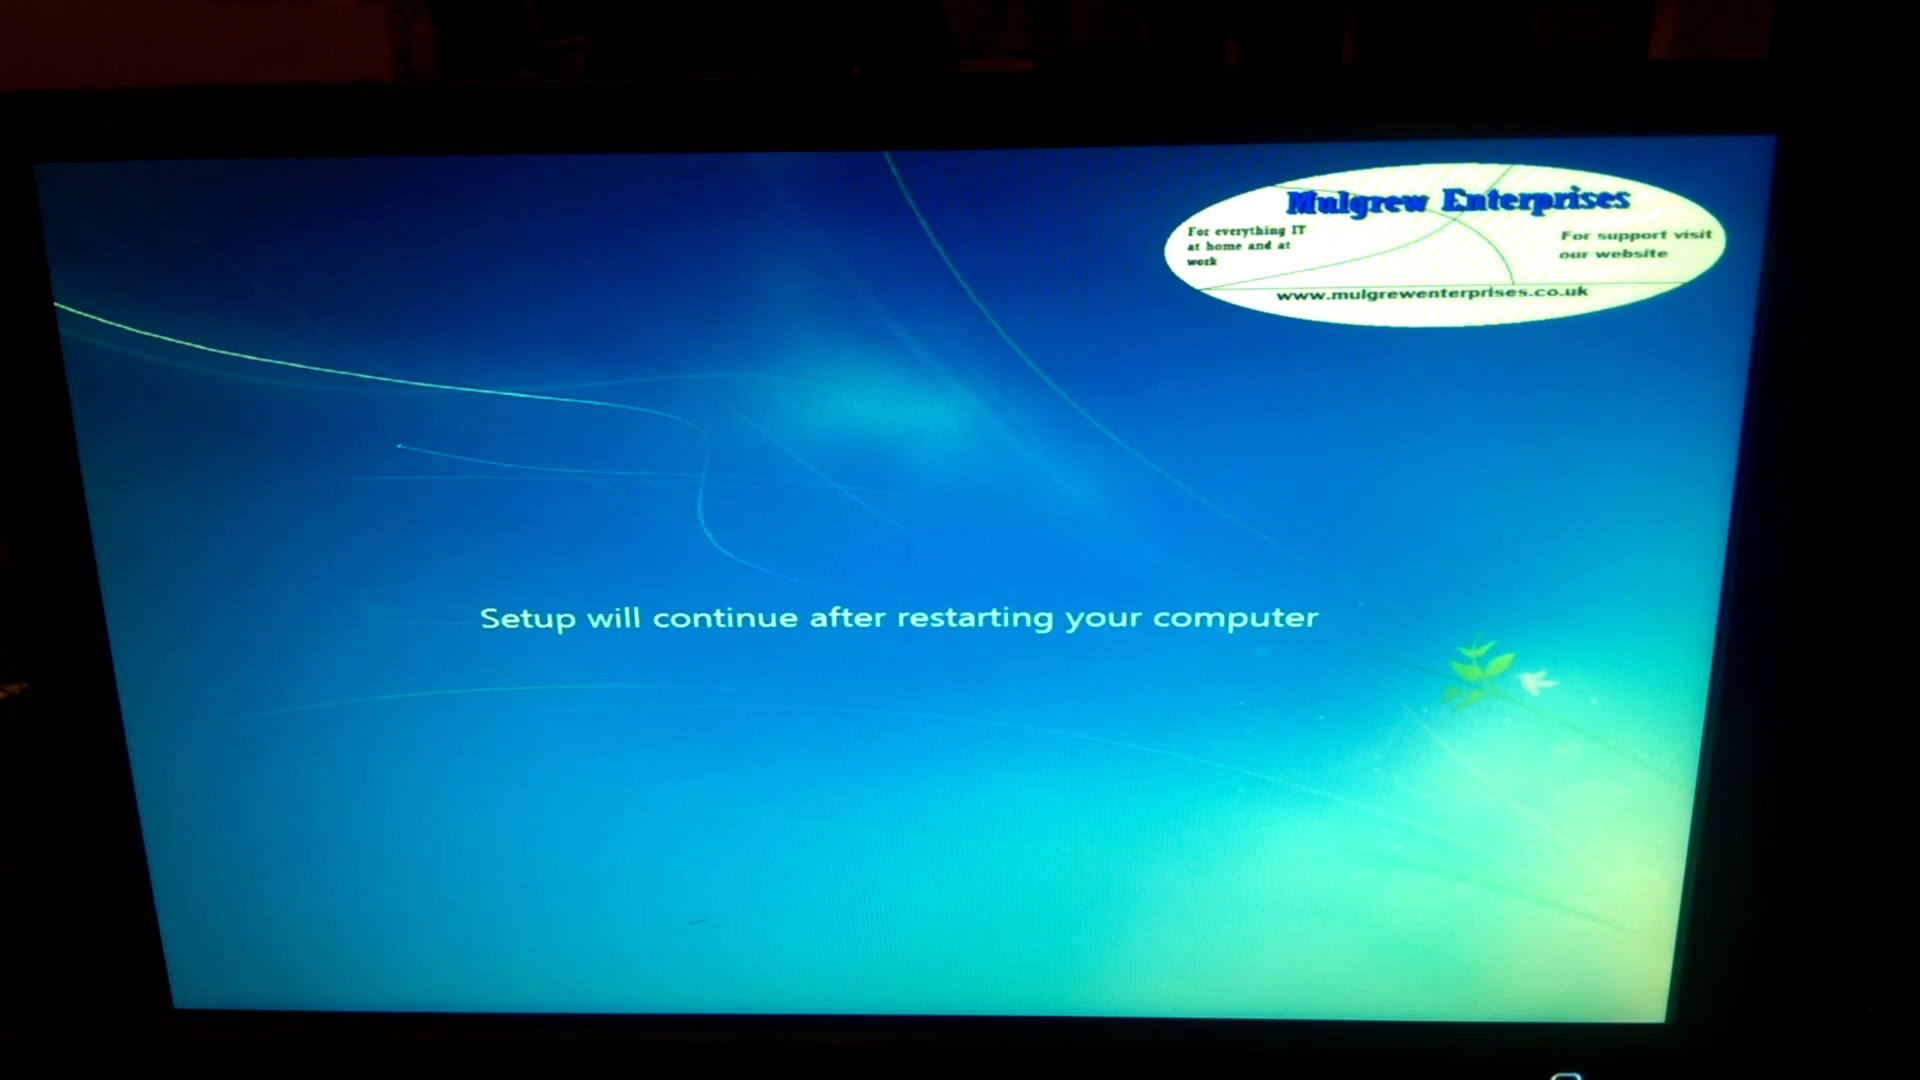 Mulgrew Enterprises
For everything IT
at home and at
work
For support visit
our website
www.mulgrewenterprises.co.uk
Setup will continue after restarting your computer